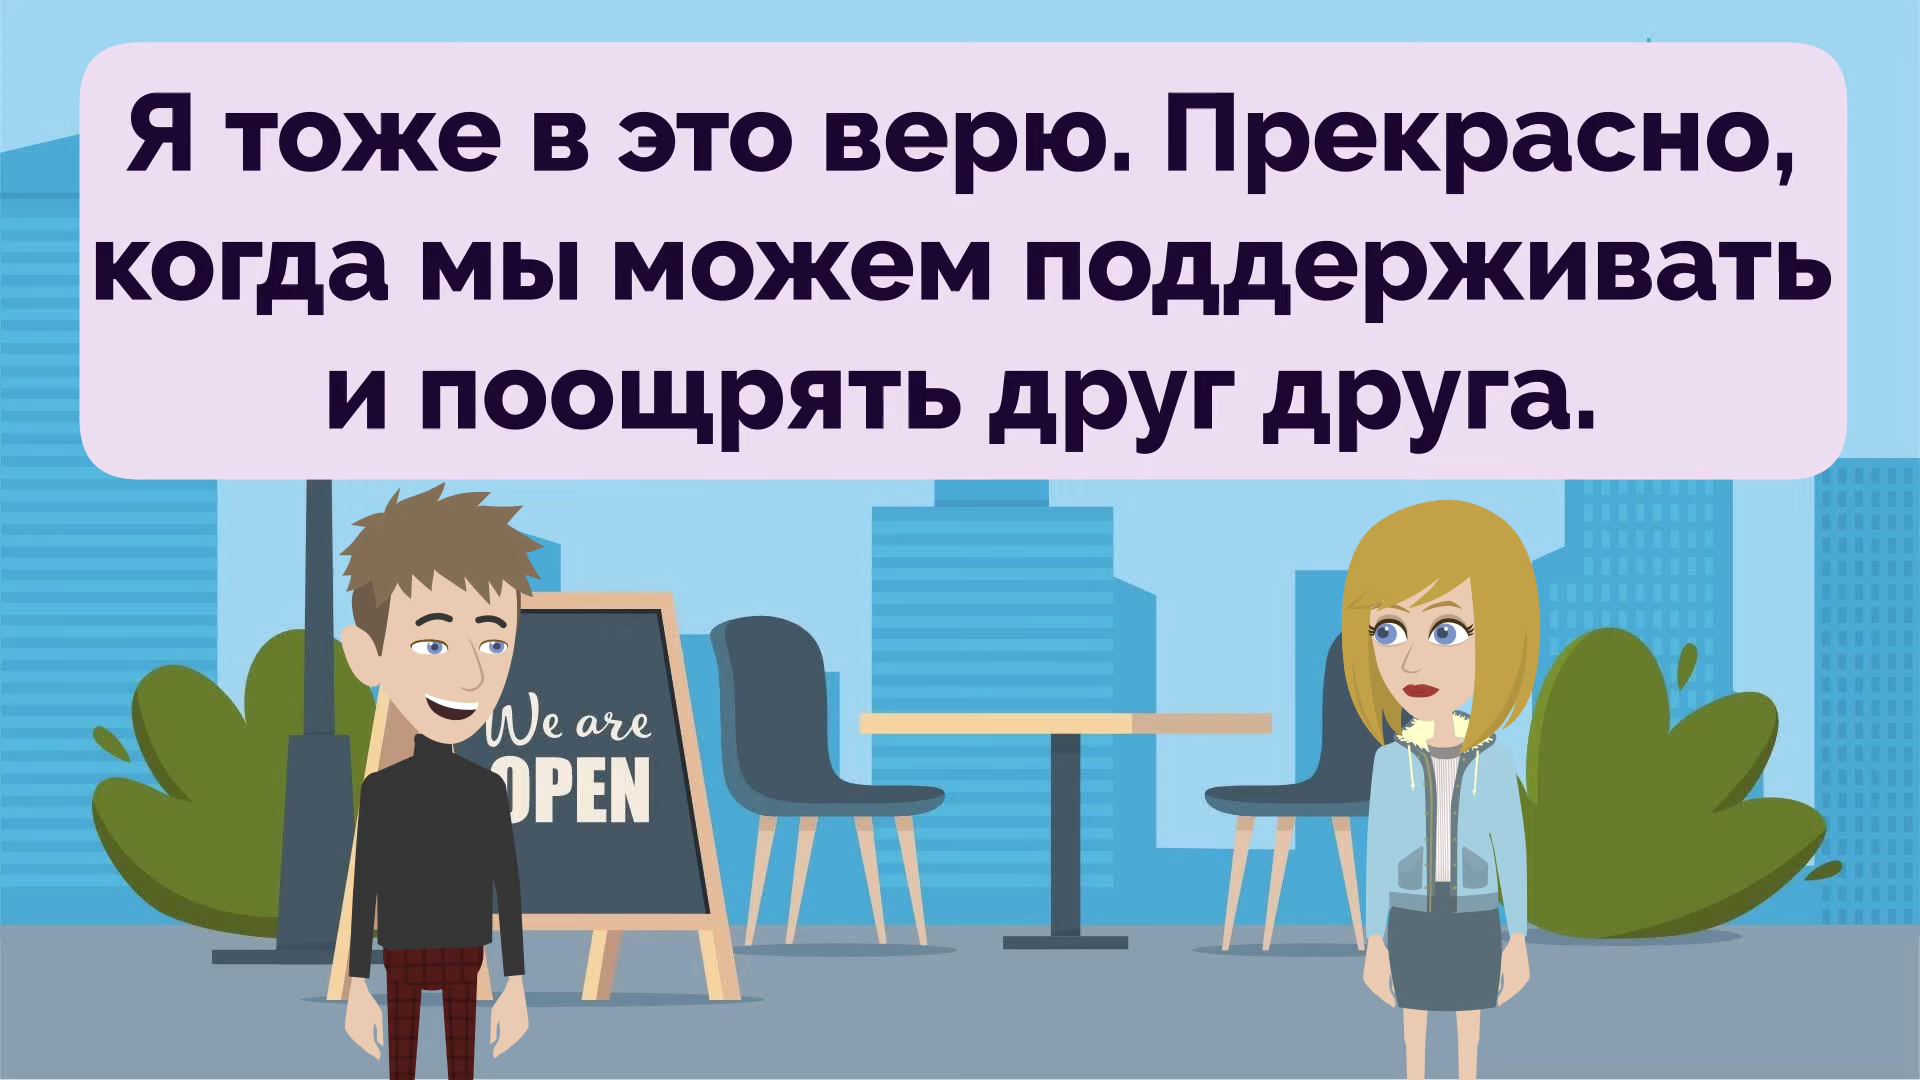 Я тоже в это верю. Прекрасно,
когда мы можем поддерживать
и поощрять друг друга.
We are
OPEN